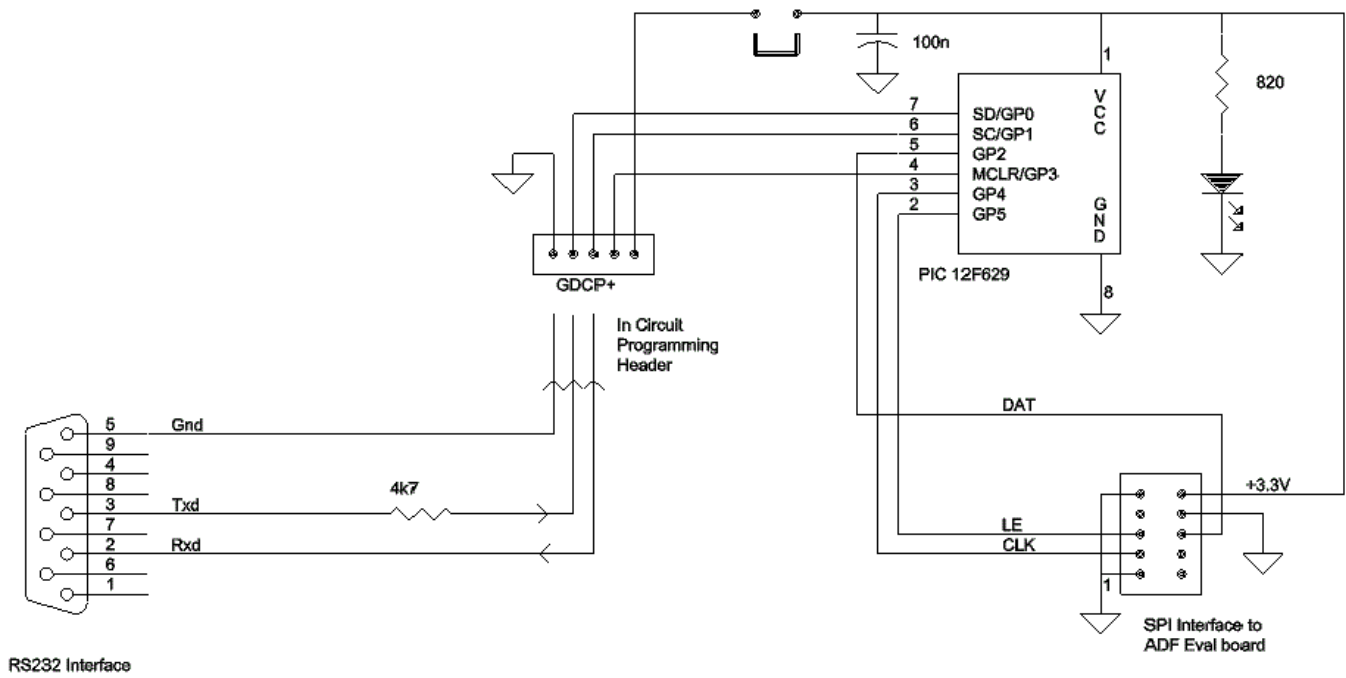 100n
1
820
VCC
7
SD/GP0
6
SC/GP1
5
GP2
4
MCLR/GP3
3
GP4
2
GP5
GND
PIC 12F629
8
GDCP+
In Circuit
Programming
Header
DAT
5
Gnd
9
4
8
3
Txd
4k7
7
2
Rxd
6
1
+3.3V
LE
CLK
1
SPI Interface to
ADF Eval board
RS232 Interface